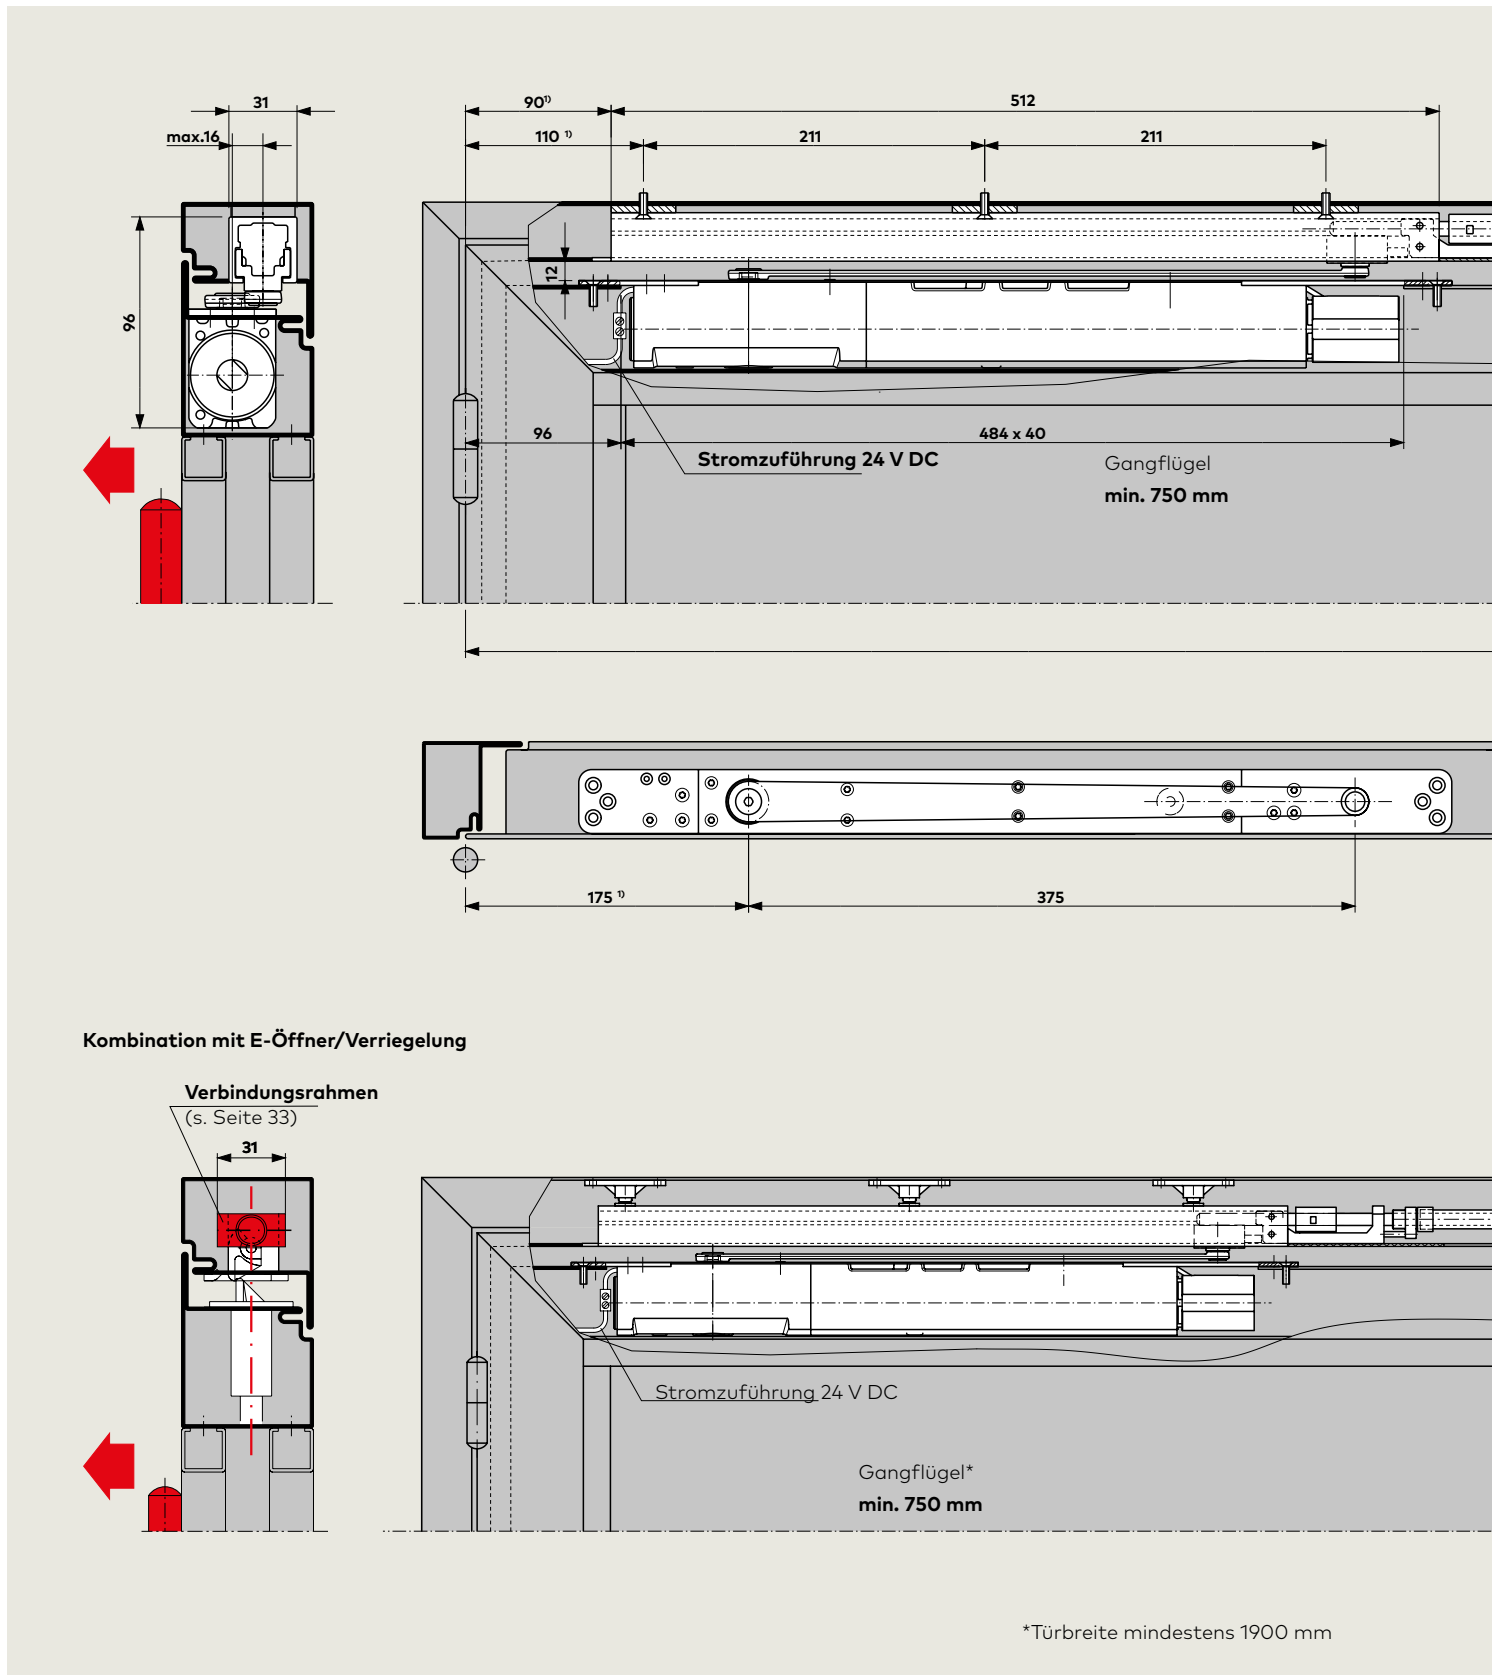 31
90¹⁾
512
max.16
110 ¹⁾
211
211
12
96
96
484 x 40
Stromzuführung 24 V DC
Gangflügel
min. 750 mm
175 ¹⁾
375
Kombination mit E-Öffner/Verriegelung
Verbindungsrahmen
(s. Seite 33)
31
Stromzuführung 24 V DC
Gangflügel*
min. 750 mm
*Türbreite mindestens 1900 mm